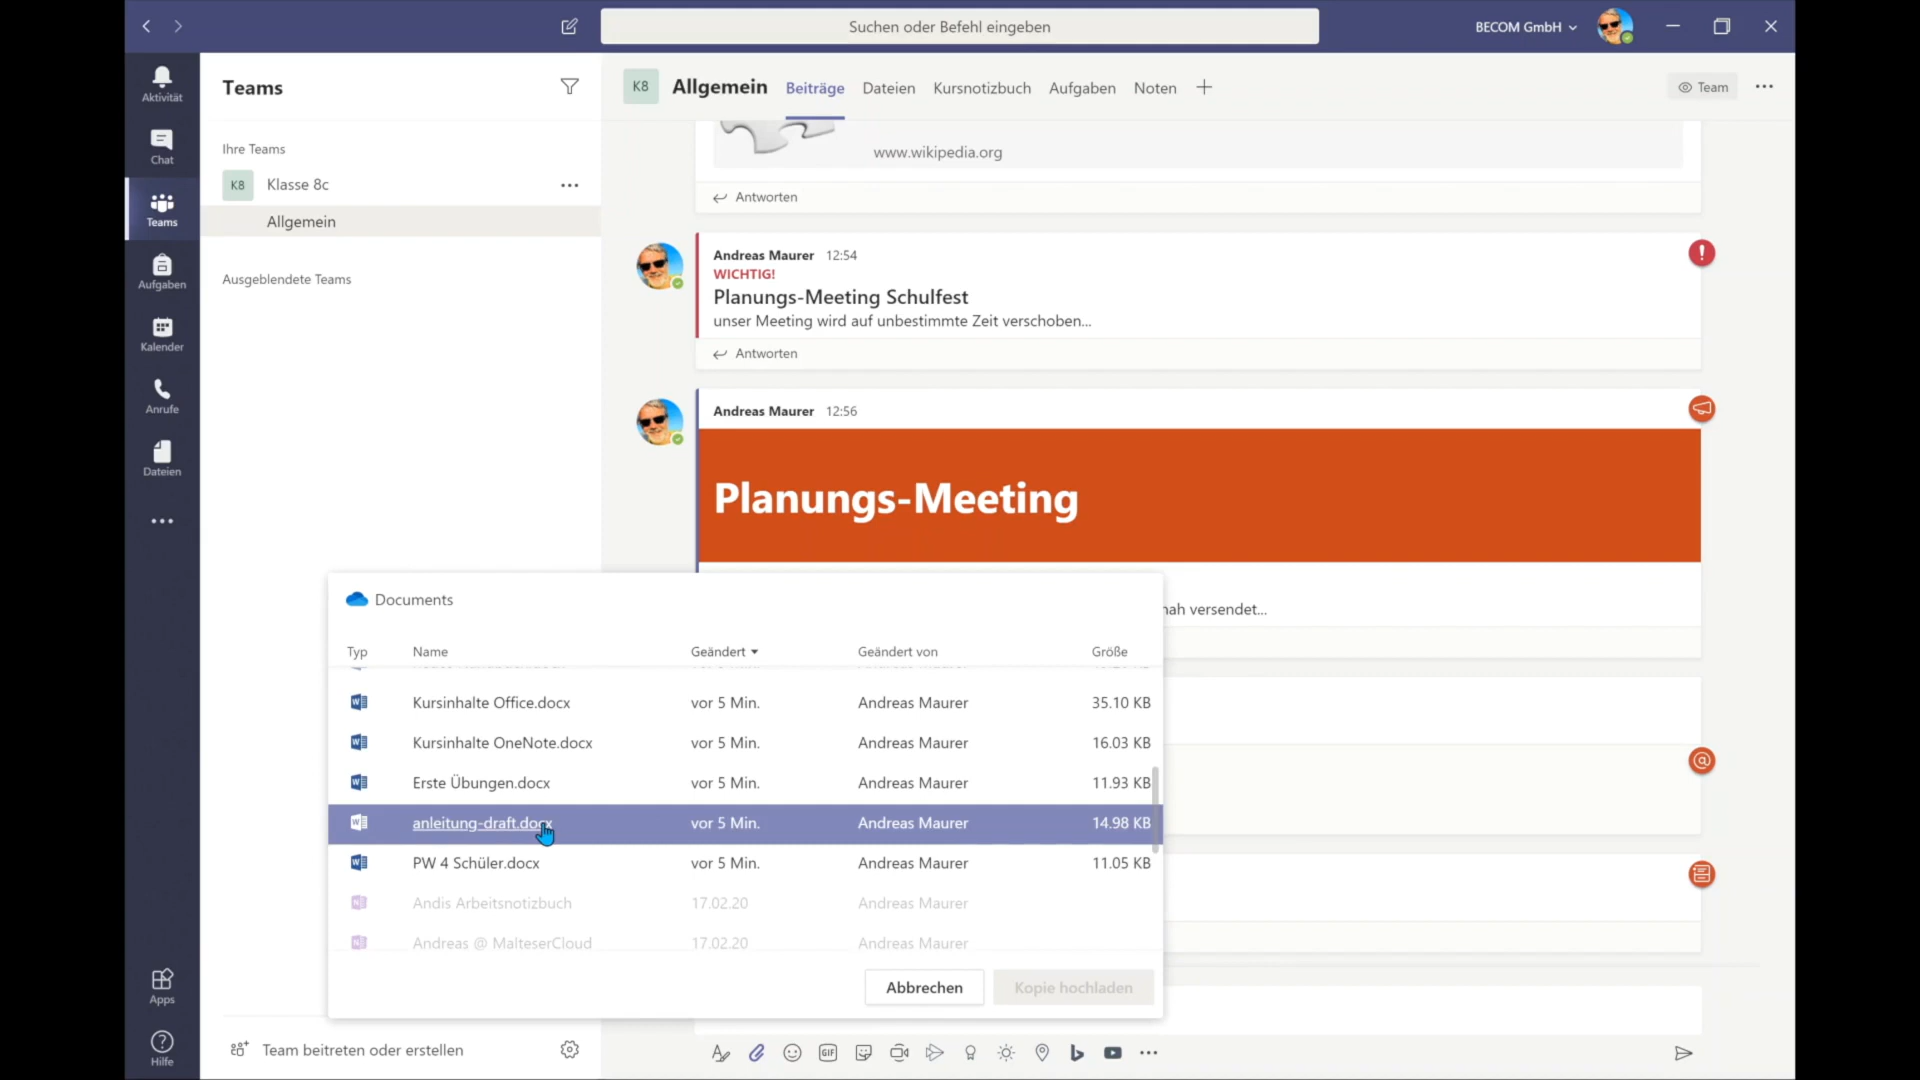 Suchen oder Befehl eingeben
BECOM GmbH
Aktivität
Chat
Teams
Aufgaben
Kalender
Anrufe
Dateien
Apps
Hilfe
Teams
Ihre Teams
K8 Klasse 8c
Allgemein
Ausgeblendete Teams
Team beitreten oder erstellen
K8 Allgemein Beiträge Dateien Kursnotizbuch Aufgaben Noten Team
www.wikipedia.org
Antworten
Andreas Maurer 12:54
WICHTIG!
Planungs-Meeting Schulfest
unser Meeting wird auf unbestimmte Zeit verschoben...
Antworten
Andreas Maurer 12:56
Planungs-Meeting
versendet...
Documents
Typ Name Geändert Geändert von Größe
Kursinhalte Office.docx vor 5 Min. Andreas Maurer 35.10 KB
Kursinhalte OneNote.docx vor 5 Min. Andreas Maurer 16.03 KB
Erste Übungen.docx vor 5 Min. Andreas Maurer 11.93 KB
anleitung-draft.docx vor 5 Min. Andreas Maurer 14.98 KB
PW 4 Schüler.docx vor 5 Min. Andreas Maurer 11.05 KB
Andis Arbeitsnotizbuch 17.02.20 Andreas Maurer
Andreas @ MalteserCloud 17.02.20 Andreas Maurer
Abbrechen Kopie hochladen
GIF